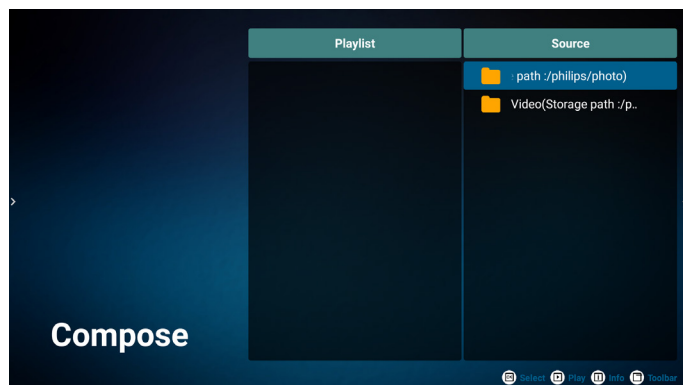 Playlist
Source
path :/philips/photo)
Video(Storage path :/p..
Compose
Select
Play
Info
Toolbar